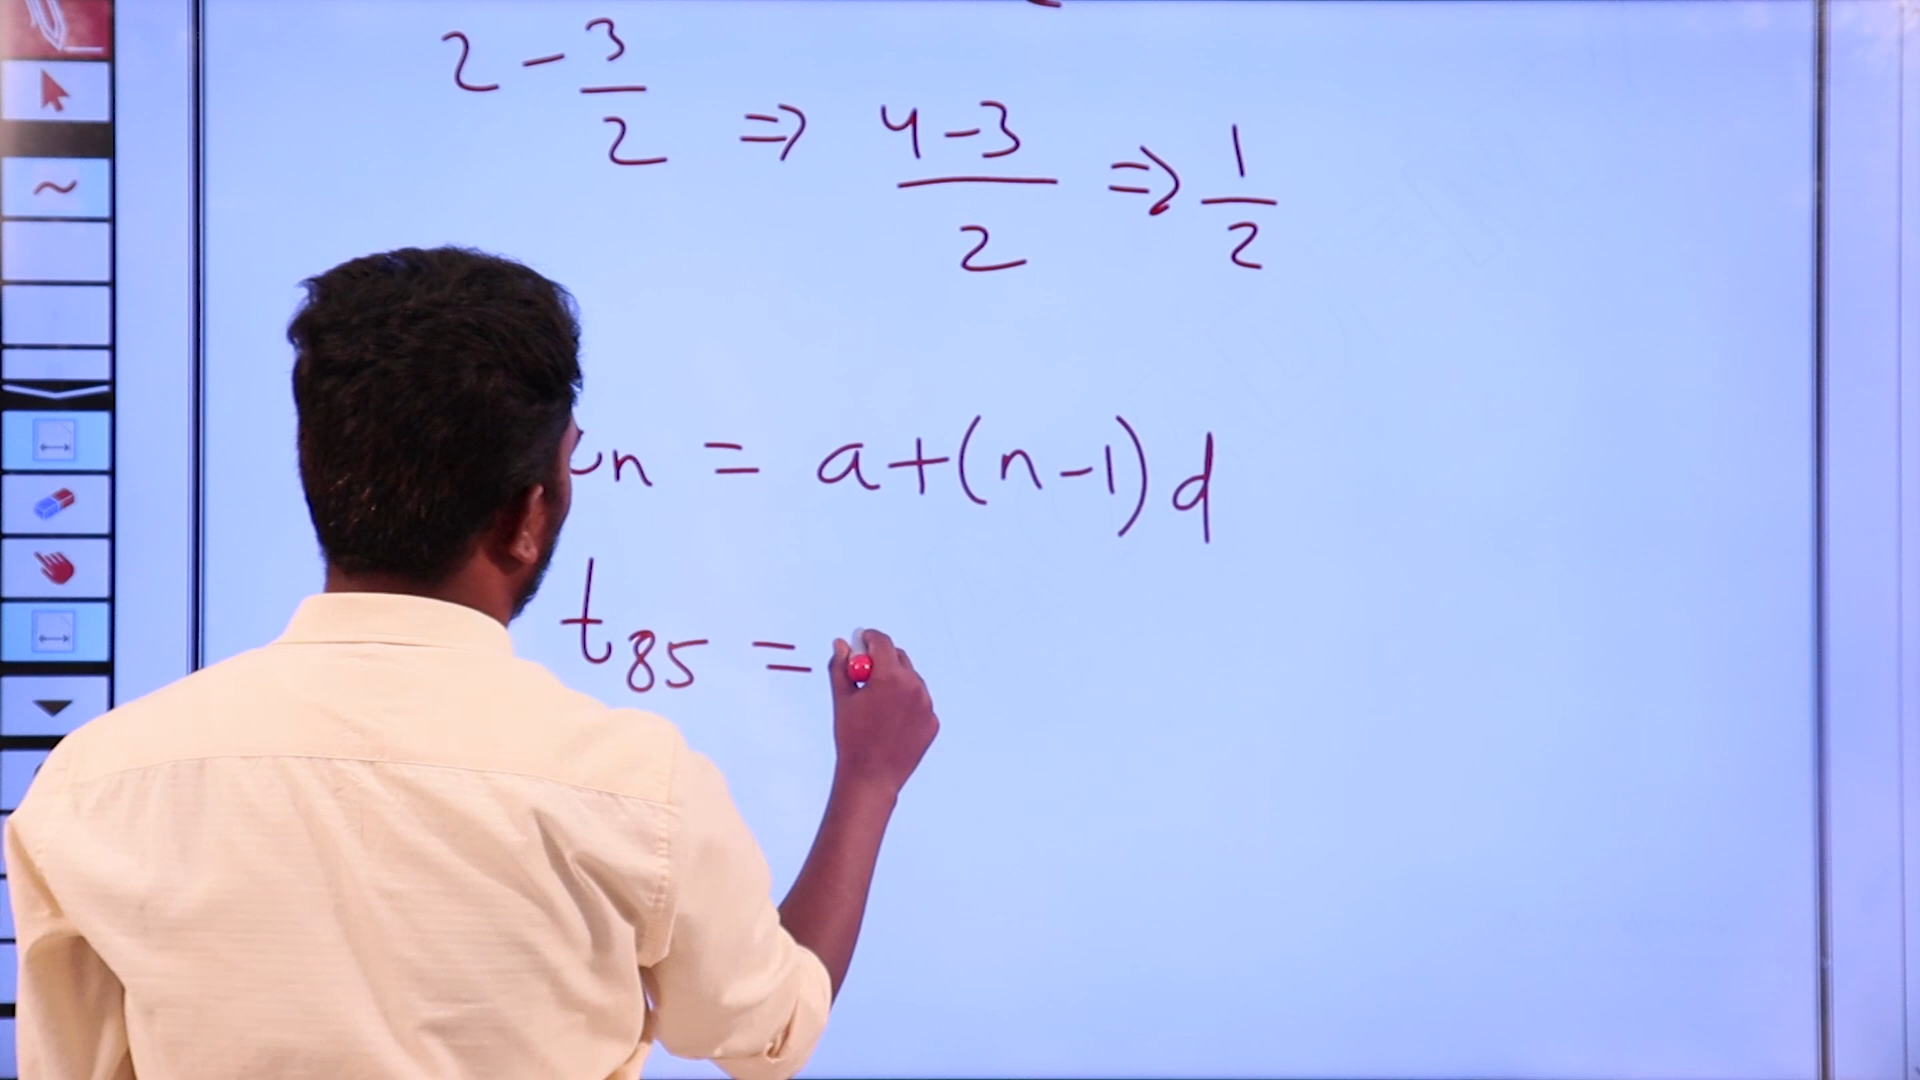 2 - 3/2 ⇒ 4-3/2 ⇒ 1/2
n = a+(n-1)d
t85 =